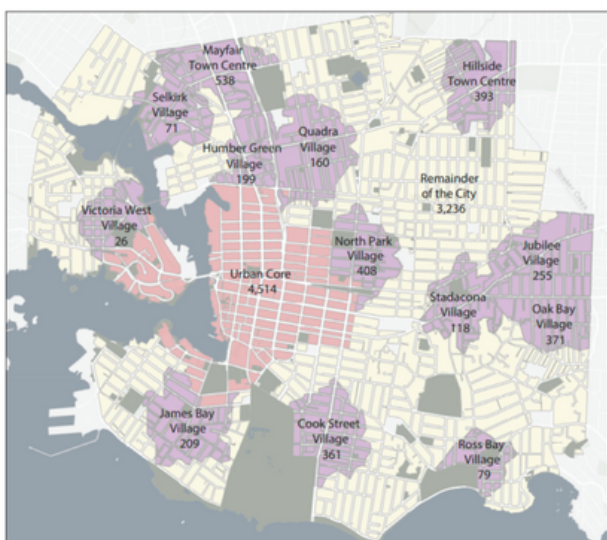 Mayfair
Town Centre
538
Hillside
Town Centre
393
Selkirk
Village
71
Quadra
Village
160
Humber Green
Village
199
Remainder
of the City
3,236
Victoria West
Village
26
North Park
Village
408
Jubilee
Village
255
Urban Core
4,514
Stadacona
Village
118
Oak Bay
Village
371
James Bay
Village
209
Cook Street
Village
361
Ross Bay
Village
79